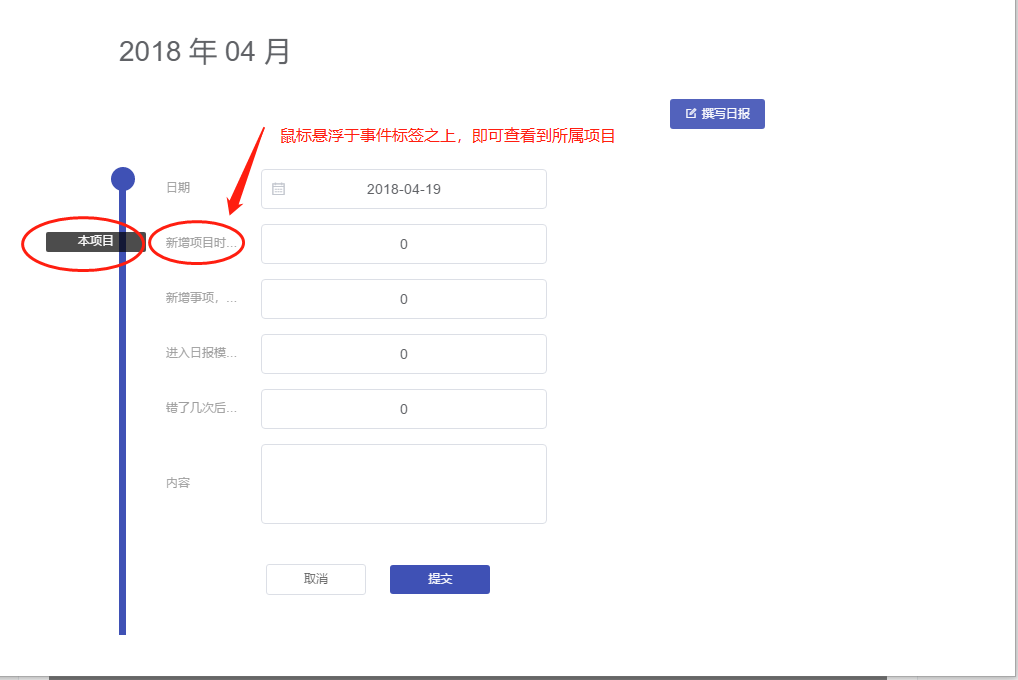 2018 年 04 月
撰写日报
鼠标悬浮于事件标签之上，即可查看到所属项目
日期
2018-04-19
本项目
新增项目时...
0
新增事项，...
0
进入日报模...
0
错了几次后...
0
内容
取消
提交